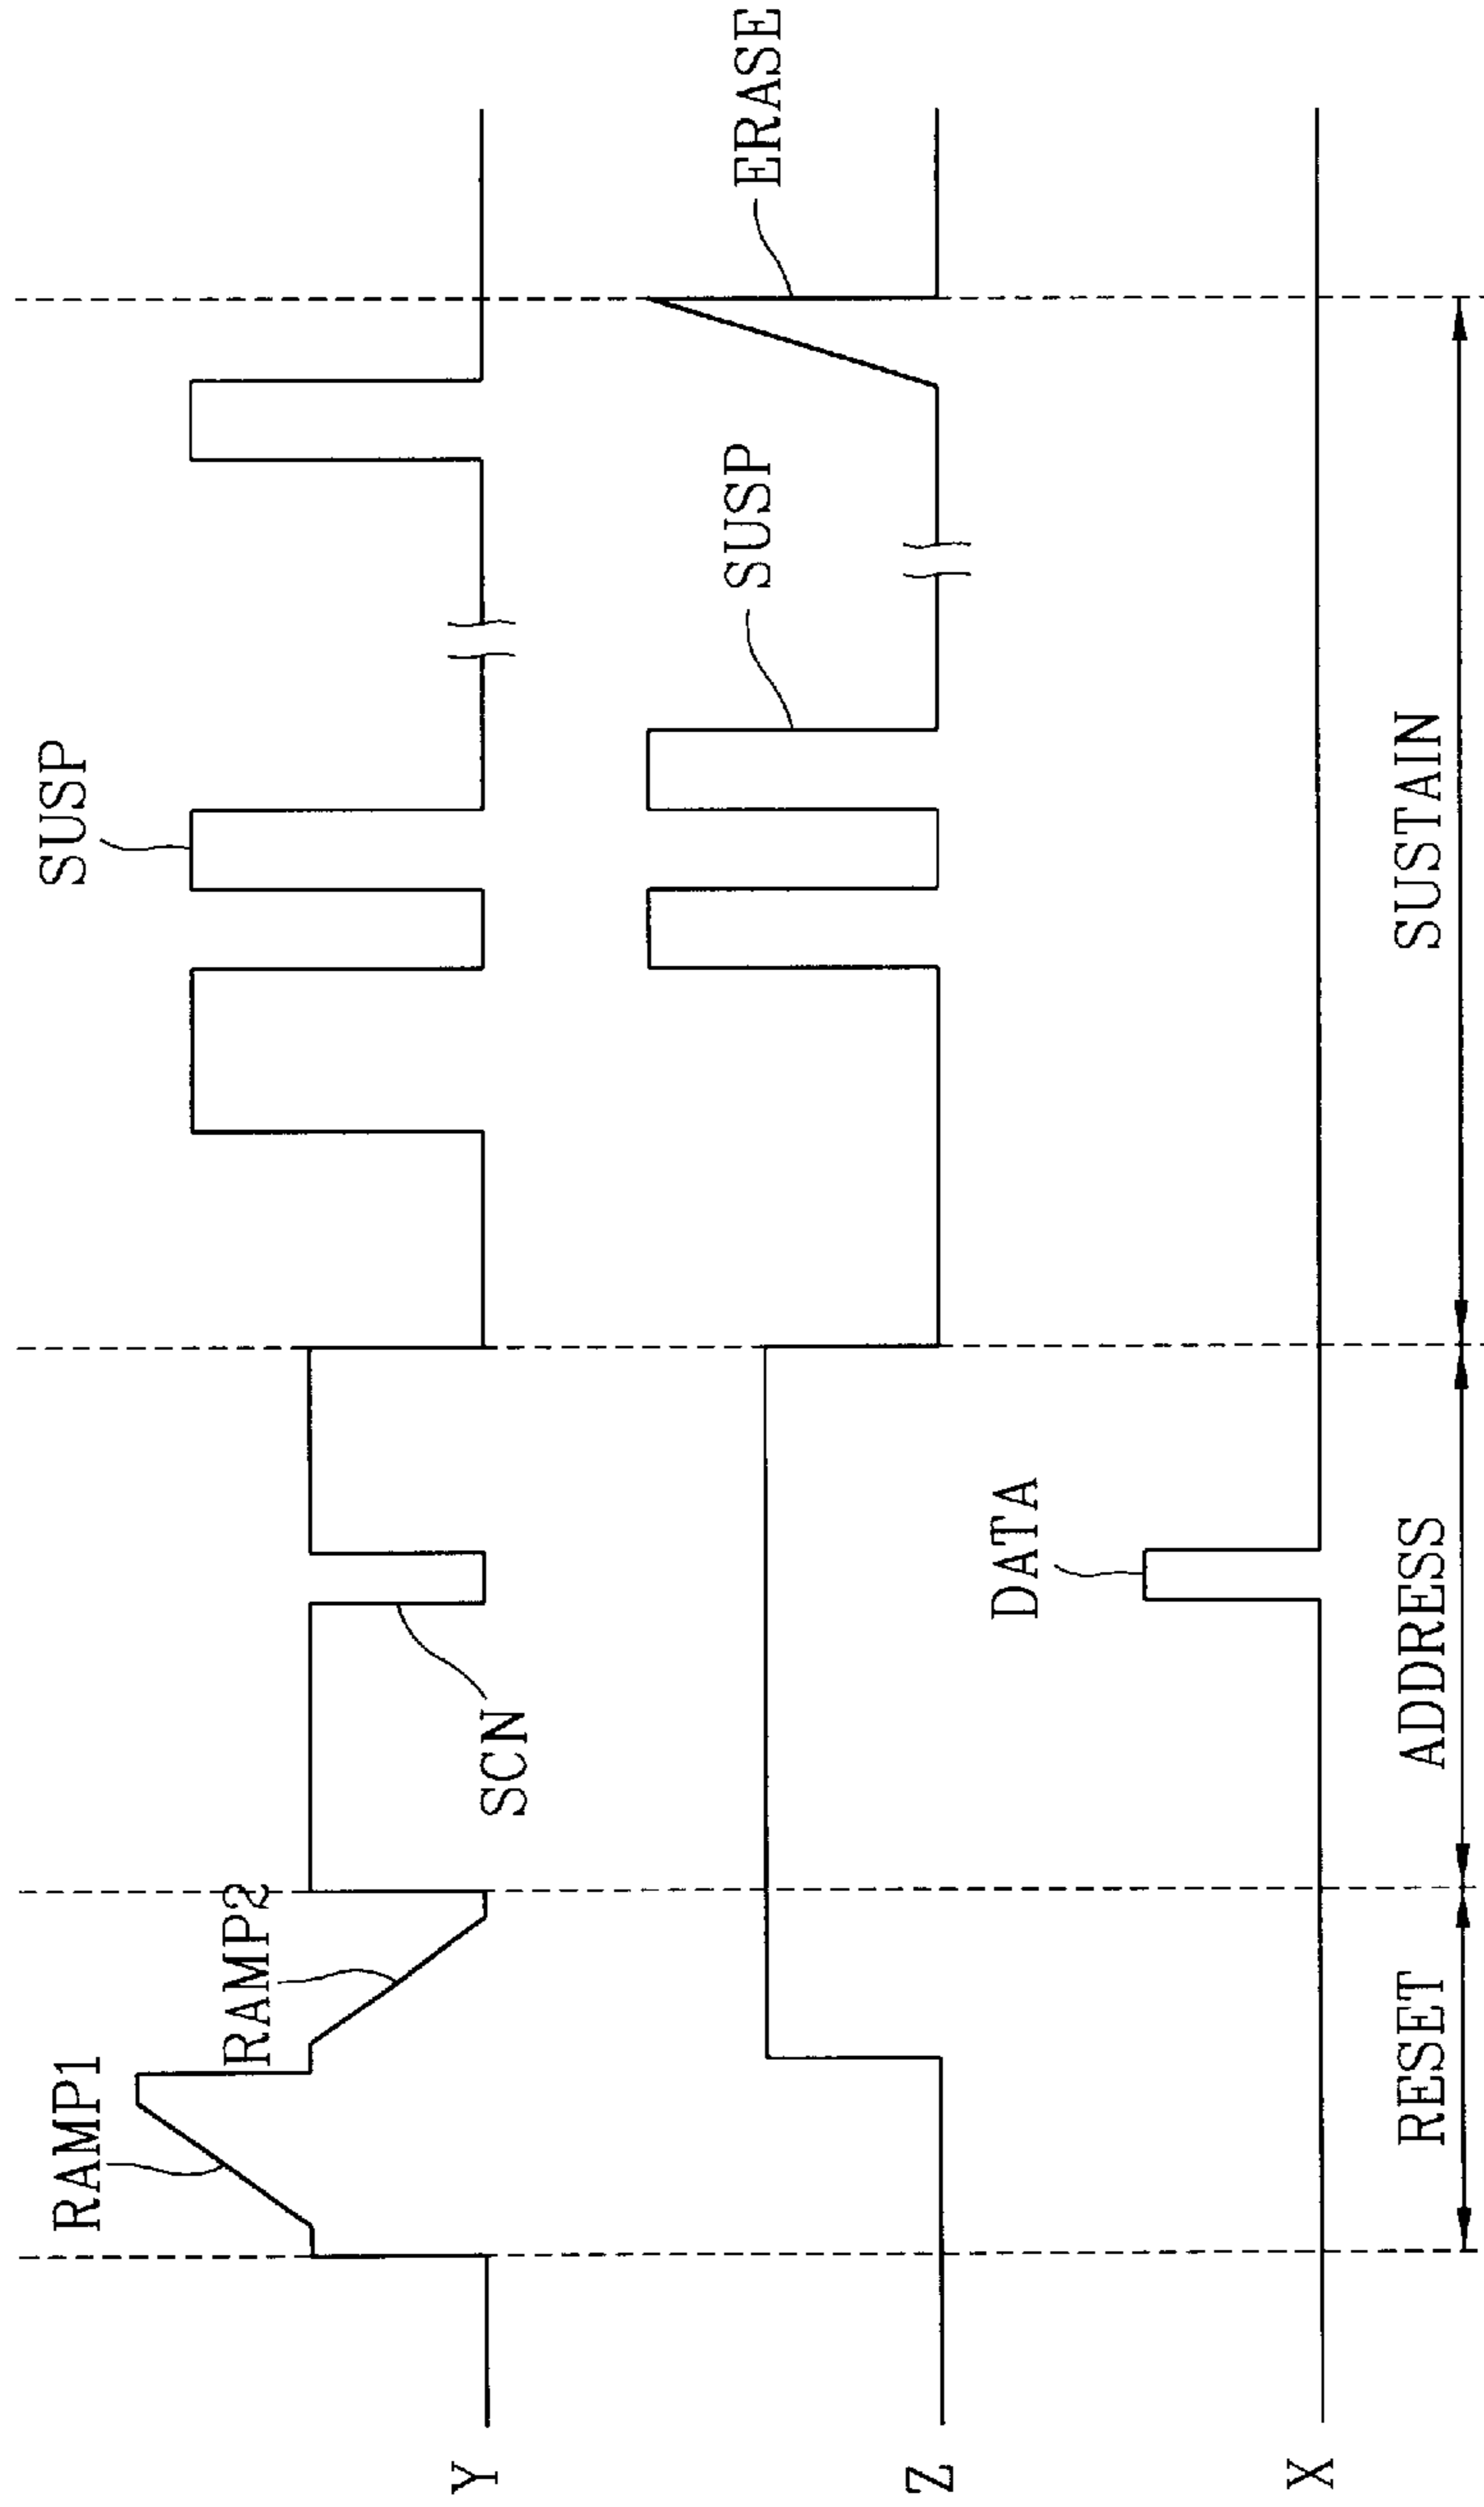 RAMP1
RAMP2
SUSP
Y
SCN
SUSP
ERASE
Z
DATA
X
RESET
ADDRESS
SUSTAIN